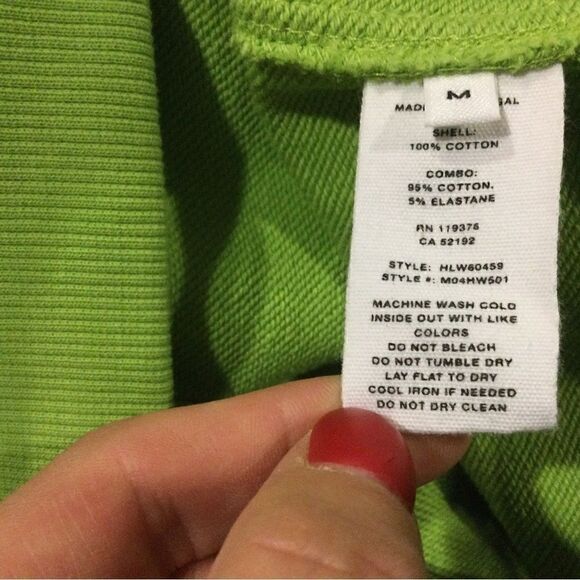 M
MADE GAL
SHELL:
100% COTTON
COMBO:
95% COTTON,
5% ELASTANE
RN 119375
CA 52192
STYLE: HLW60459
STYLE #: M04HW501
MACHINE WASH COLD
INSIDE OUT WITH LIKE
COLORS
DO NOT BLEACH
DO NOT TUMBLE DRY
LAY FLAT TO DRY
COOL IRON IF NEEDED
DO NOT DRY CLEAN